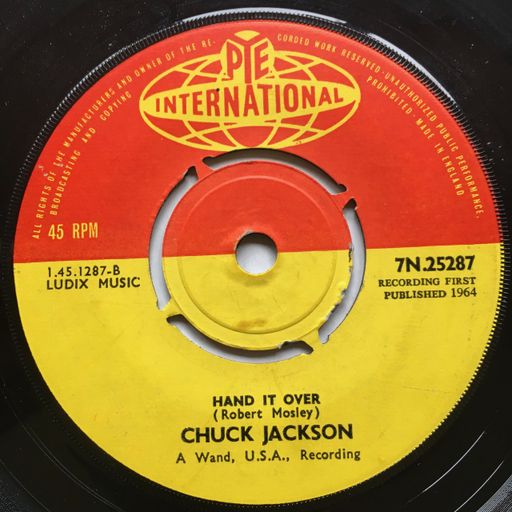 ALL RIGHTS OF THE MANUFACTURERS AND OWNER OF THE RE-
CORDED WORK RESERVED·UNAUTHORIZED PUBLIC PERFORMANCE,
BROADCASTING AND COPYING
PROHIBITED·MADE IN ENGLAND
PYE
INTERNATIONAL
45 RPM
1.45.1287-B
LUDIX MUSIC
7N.25287
RECORDING FIRST
PUBLISHED 1964
HAND IT OVER
(Robert Mosley)
CHUCK JACKSON
A Wand, U.S.A., Recording